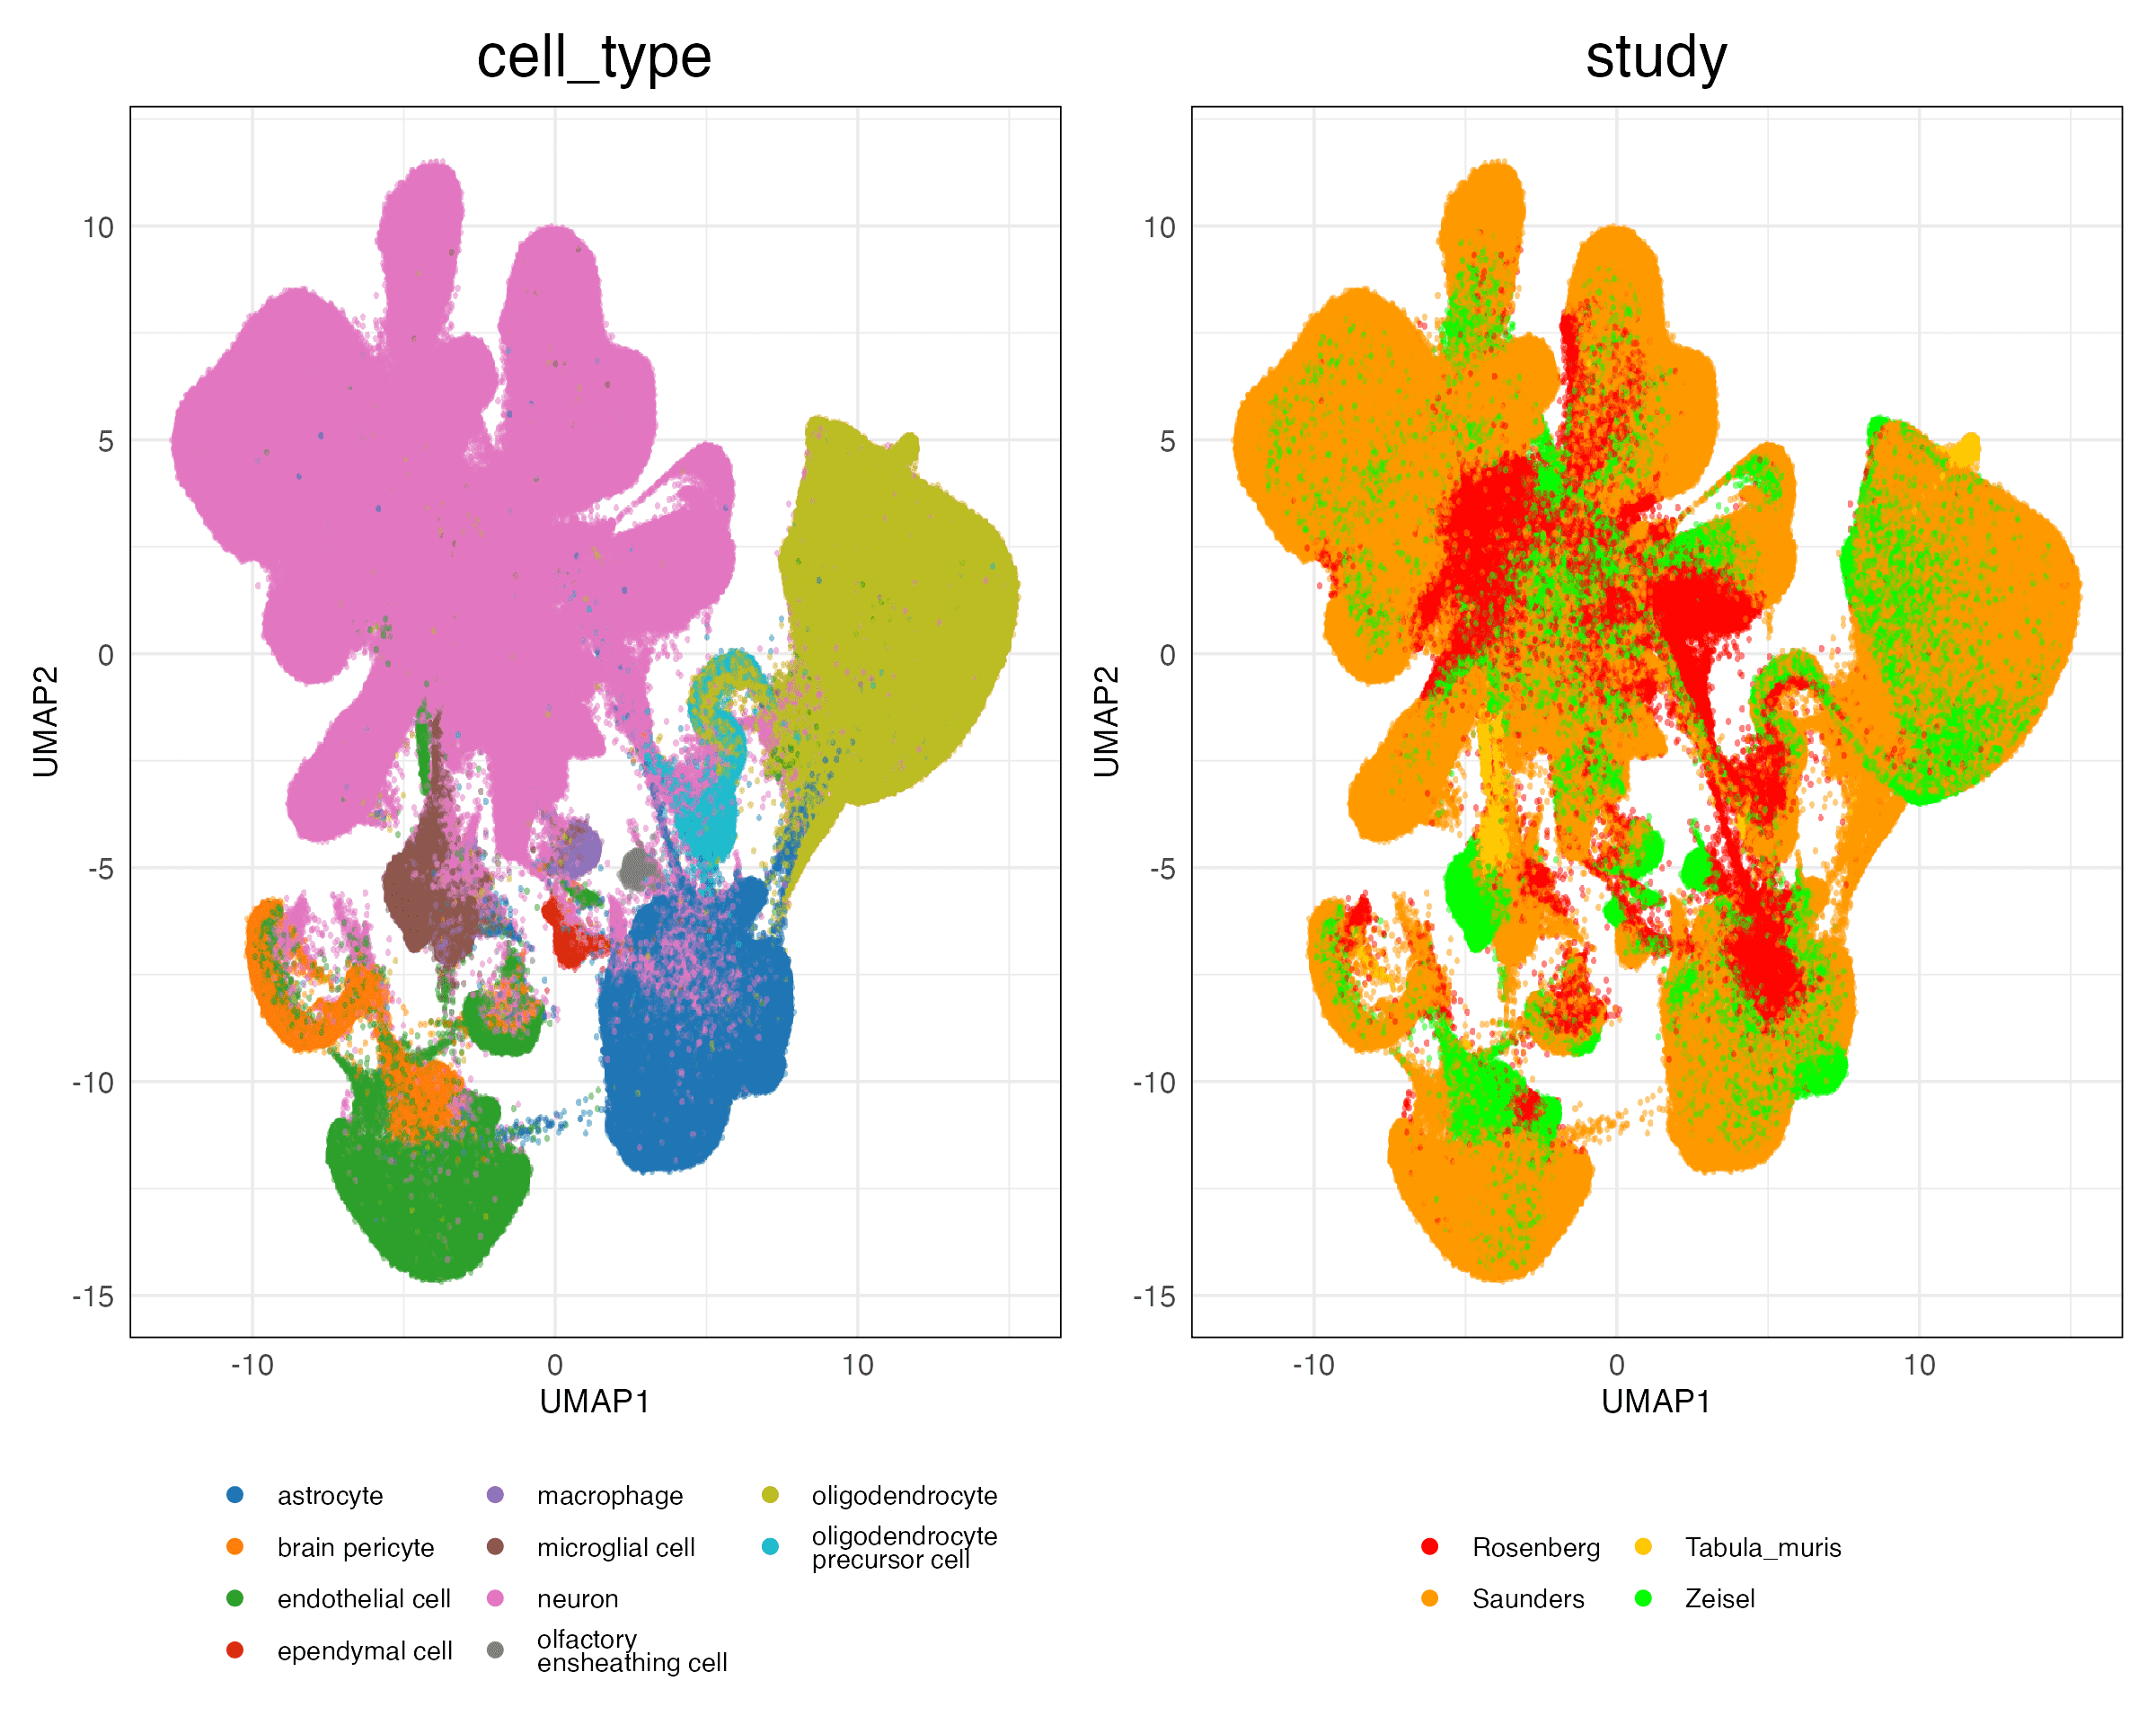 cell_type
study
10
5
0
-5
-10
-15
UMAP2
-10
0
10
UMAP1
10
5
0
-5
-10
-15
UMAP2
-10
0
10
UMAP1
astrocyte
brain pericyte
endothelial cell
ependymal cell
macrophage
microglial cell
neuron
olfactory
ensheathing cell
oligodendrocyte
oligodendrocyte
precursor cell
Rosenberg
Saunders
Tabula_muris
Zeisel